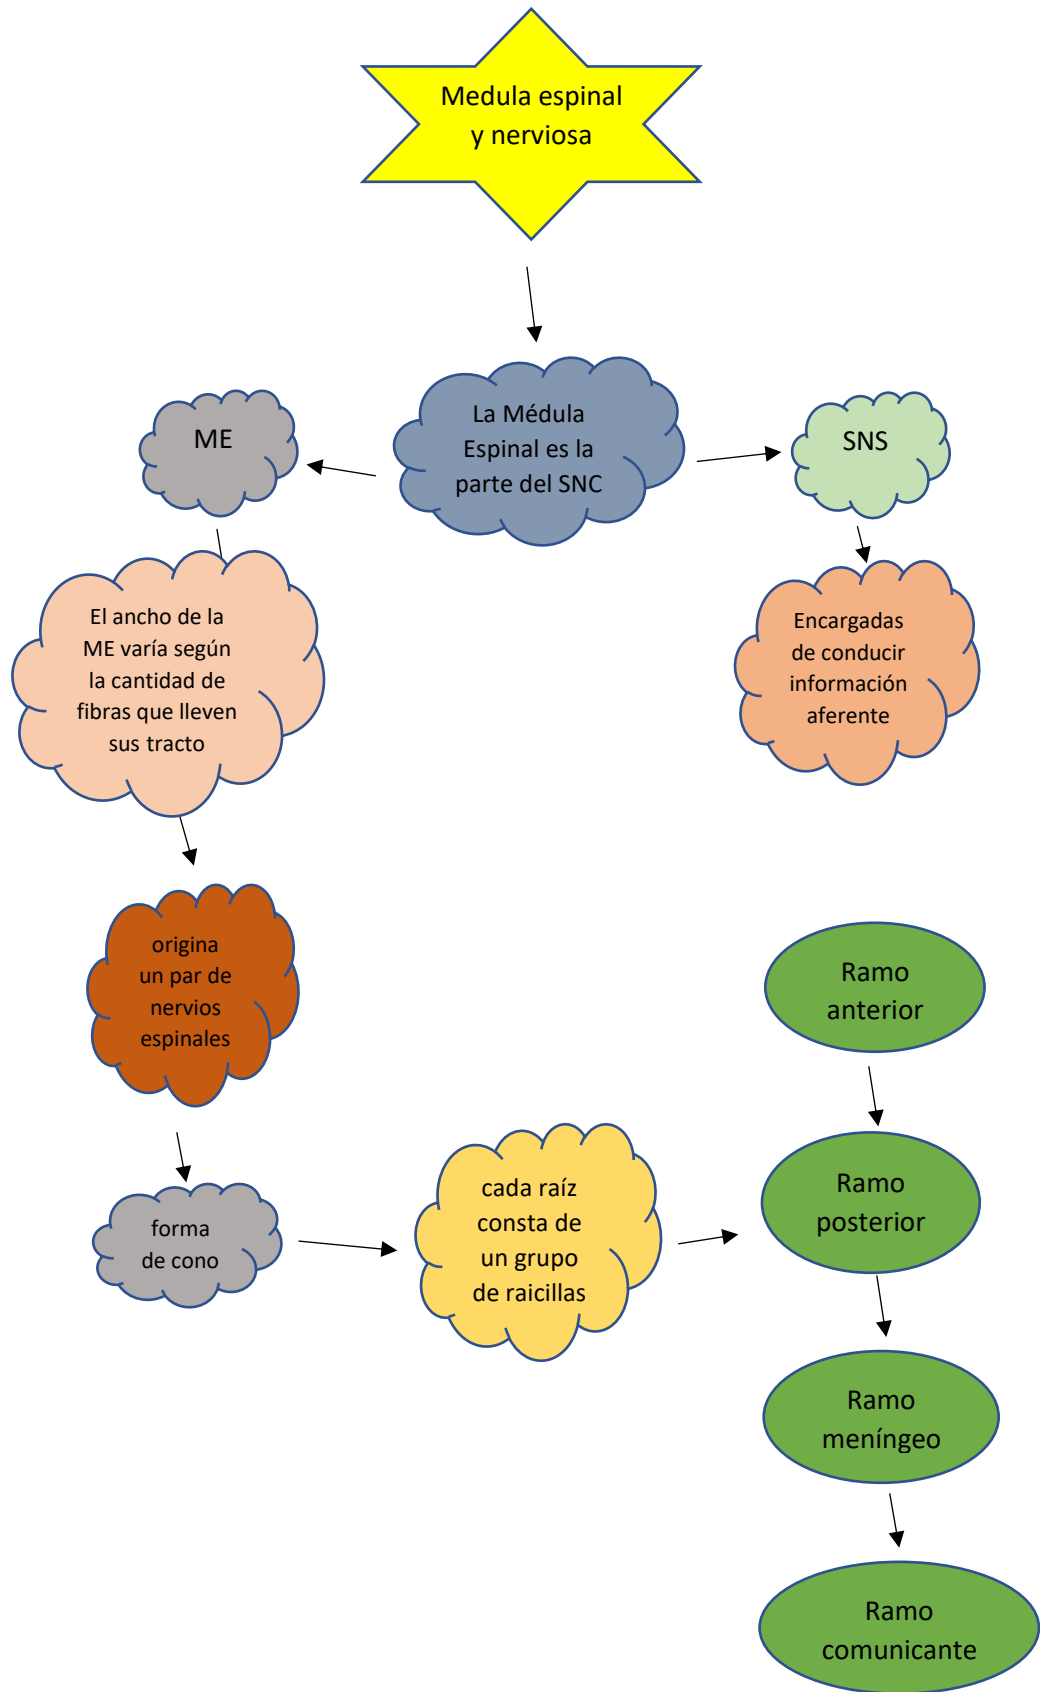 Medula espinal
y nerviosa
La Médula
Espinal es la
parte del SNC
ME
SNS
El ancho de la
ME varía según
la cantidad de
fibras que lleven
sus tracto
Encargadas
de conducir
información
aferente
origina
un par de
nervios
espinales
forma
de cono
cada raíz
consta de
un grupo
de raicillas
Ramo
anterior
Ramo
posterior
Ramo
meníngeo
Ramo
comunicante